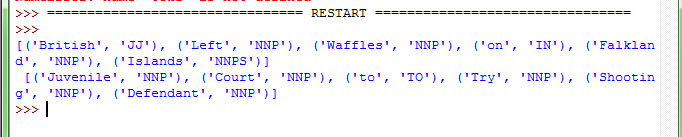 >>> ================================ RESTART ================================
>>>
[('British', 'JJ'), ('Left', 'NNP'), ('Waffles', 'NNP'), ('on', 'IN'), ('Falklan
d', 'NNP'), ('Islands', 'NNPS')]
 [('Juvenile', 'NNP'), ('Court', 'NNP'), ('to', 'TO'), ('Try', 'NNP'), ('Shootin
g', 'NNP'), ('Defendant', 'NNP')]
>>>